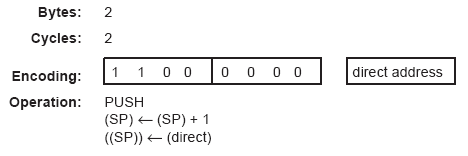 Bytes: 2
Cycles: 2
Encoding: 1 1 0 0 0 0 0 0 direct address
Operation: PUSH
(SP) ← (SP) + 1
((SP)) ← (direct)